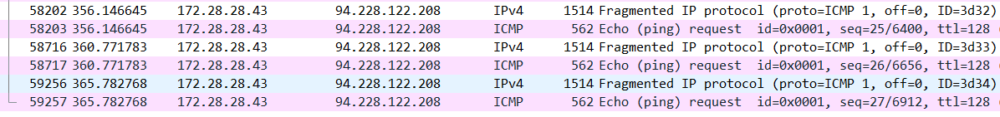 58202 356.146645 172.28.28.43 94.228.122.208 IPv4 1514 Fragmented IP protocol (proto=ICMP 1, off=0, ID=3d32)
58203 356.146645 172.28.28.43 94.228.122.208 ICMP 562 Echo (ping) request id=0x0001, seq=25/6400, ttl=128
58716 360.771783 172.28.28.43 94.228.122.208 IPv4 1514 Fragmented IP protocol (proto=ICMP 1, off=0, ID=3d33)
58717 360.771783 172.28.28.43 94.228.122.208 ICMP 562 Echo (ping) request id=0x0001, seq=26/6656, ttl=128
59256 365.782768 172.28.28.43 94.228.122.208 IPv4 1514 Fragmented IP protocol (proto=ICMP 1, off=0, ID=3d34)
59257 365.782768 172.28.28.43 94.228.122.208 ICMP 562 Echo (ping) request id=0x0001, seq=27/6912, ttl=128